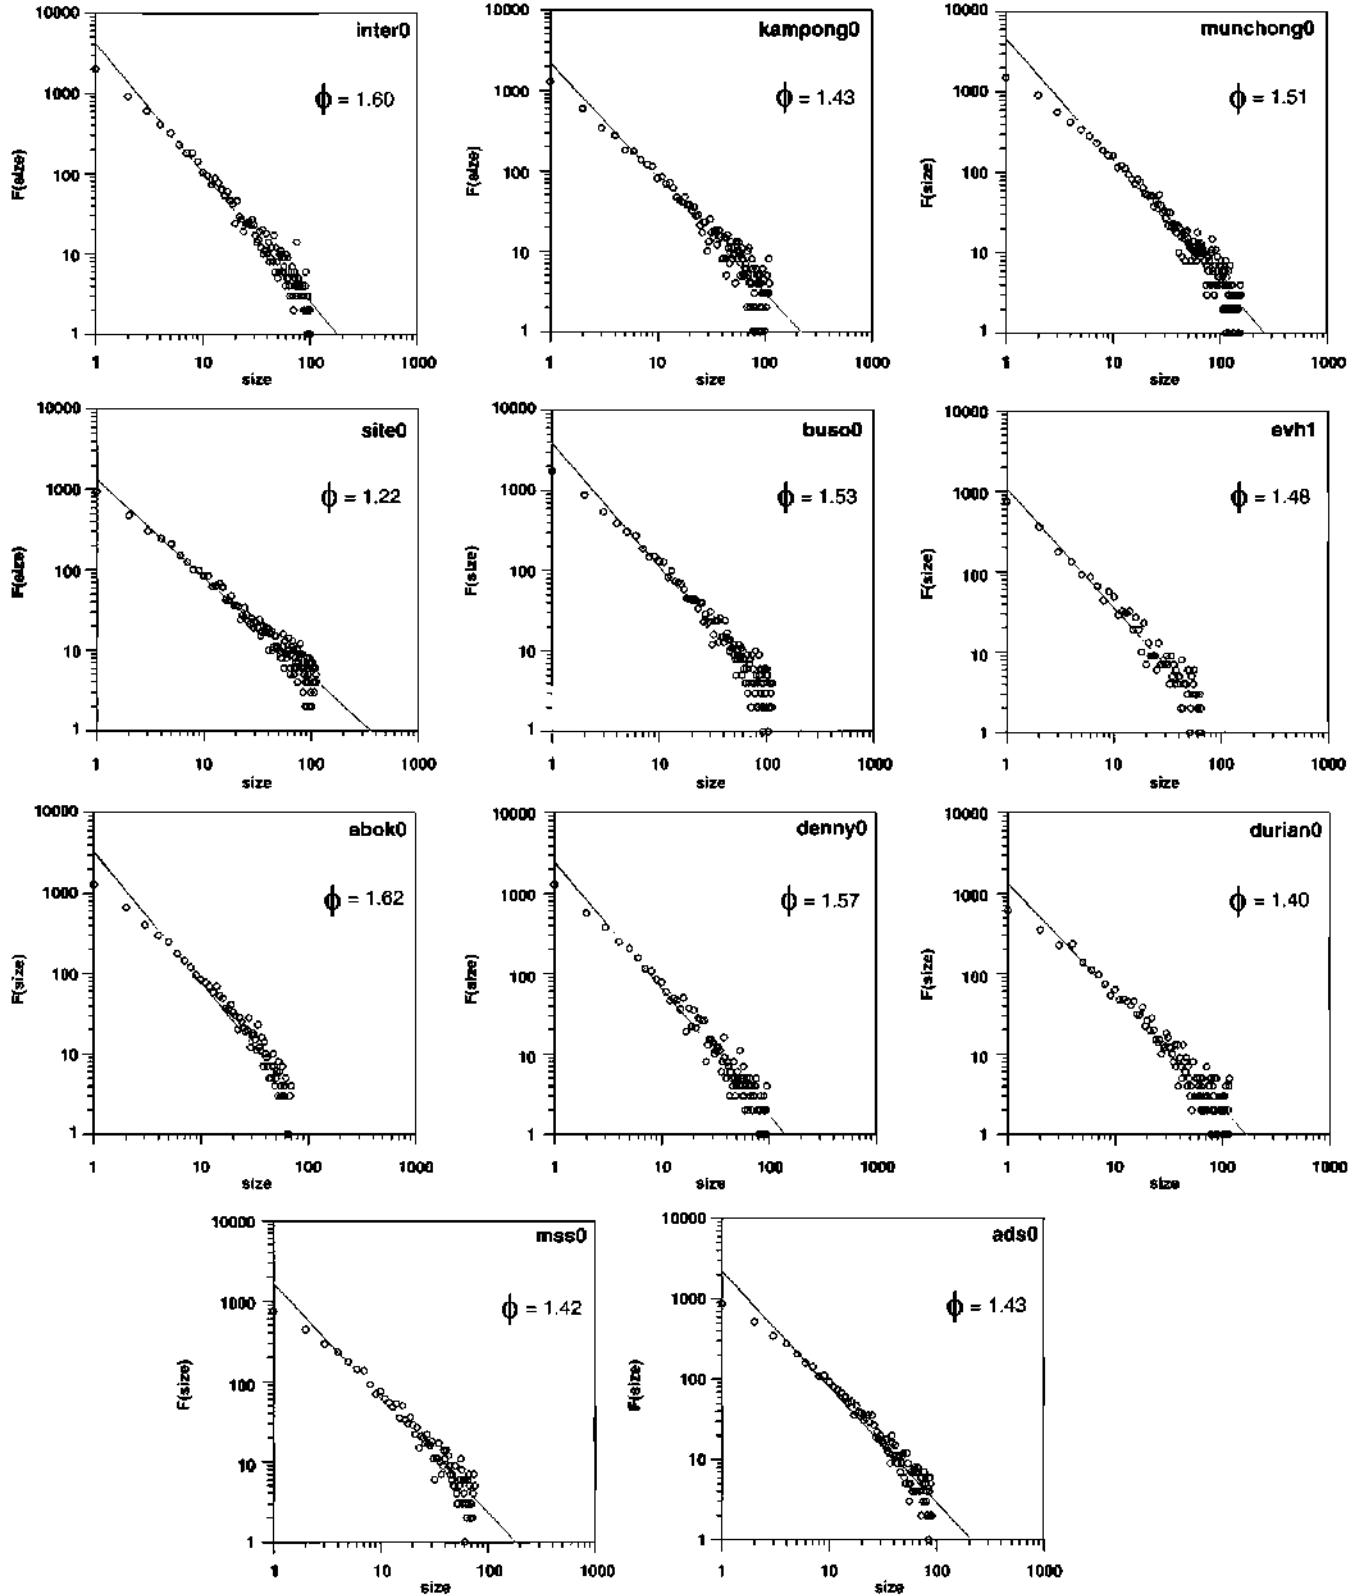 10000
inter0
1000
ϕ = 1.60
100
F(size)
10
1
1 10 100 1000
size
10000
kampong0
1000
ϕ = 1.43
100
F(size)
10
1
1 10 100 1000
size
10000
munchong0
1000
ϕ = 1.51
100
F(size)
10
1
1 10 100 1000
size
10000
site0
1000
ϕ = 1.22
100
F(size)
10
1
1 10 100 1000
size
10000
buso0
1000
ϕ = 1.53
100
F(size)
10
1
1 10 100 1000
size
10000
evh1
1000
ϕ = 1.48
100
F(size)
10
1
1 10 100 1000
size
10000
abok0
1000
ϕ = 1.62
100
F(size)
10
1
1 10 100 1000
size
10000
denny0
1000
ϕ = 1.57
100
F(size)
10
1
1 10 100 1000
size
10000
durian0
1000
ϕ = 1.40
100
F(size)
10
1
1 10 100 1000
size
10000
mss0
1000
ϕ = 1.42
100
F(size)
10
1
1 10 100 1000
size
10000
ads0
1000
ϕ = 1.43
100
F(size)
10
1
1 10 100 1000
size